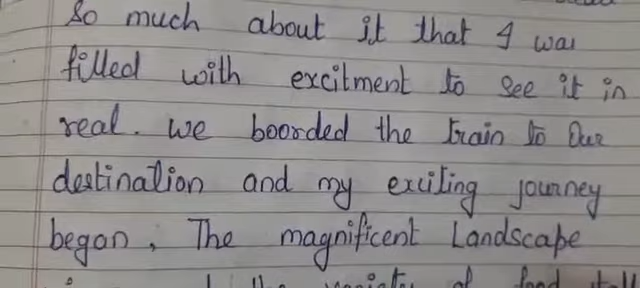 So much about it that I was
filled with excitment to see it in
real. We boorded the train to Our
destination and my exciting journey
began, The magnificent Landscape